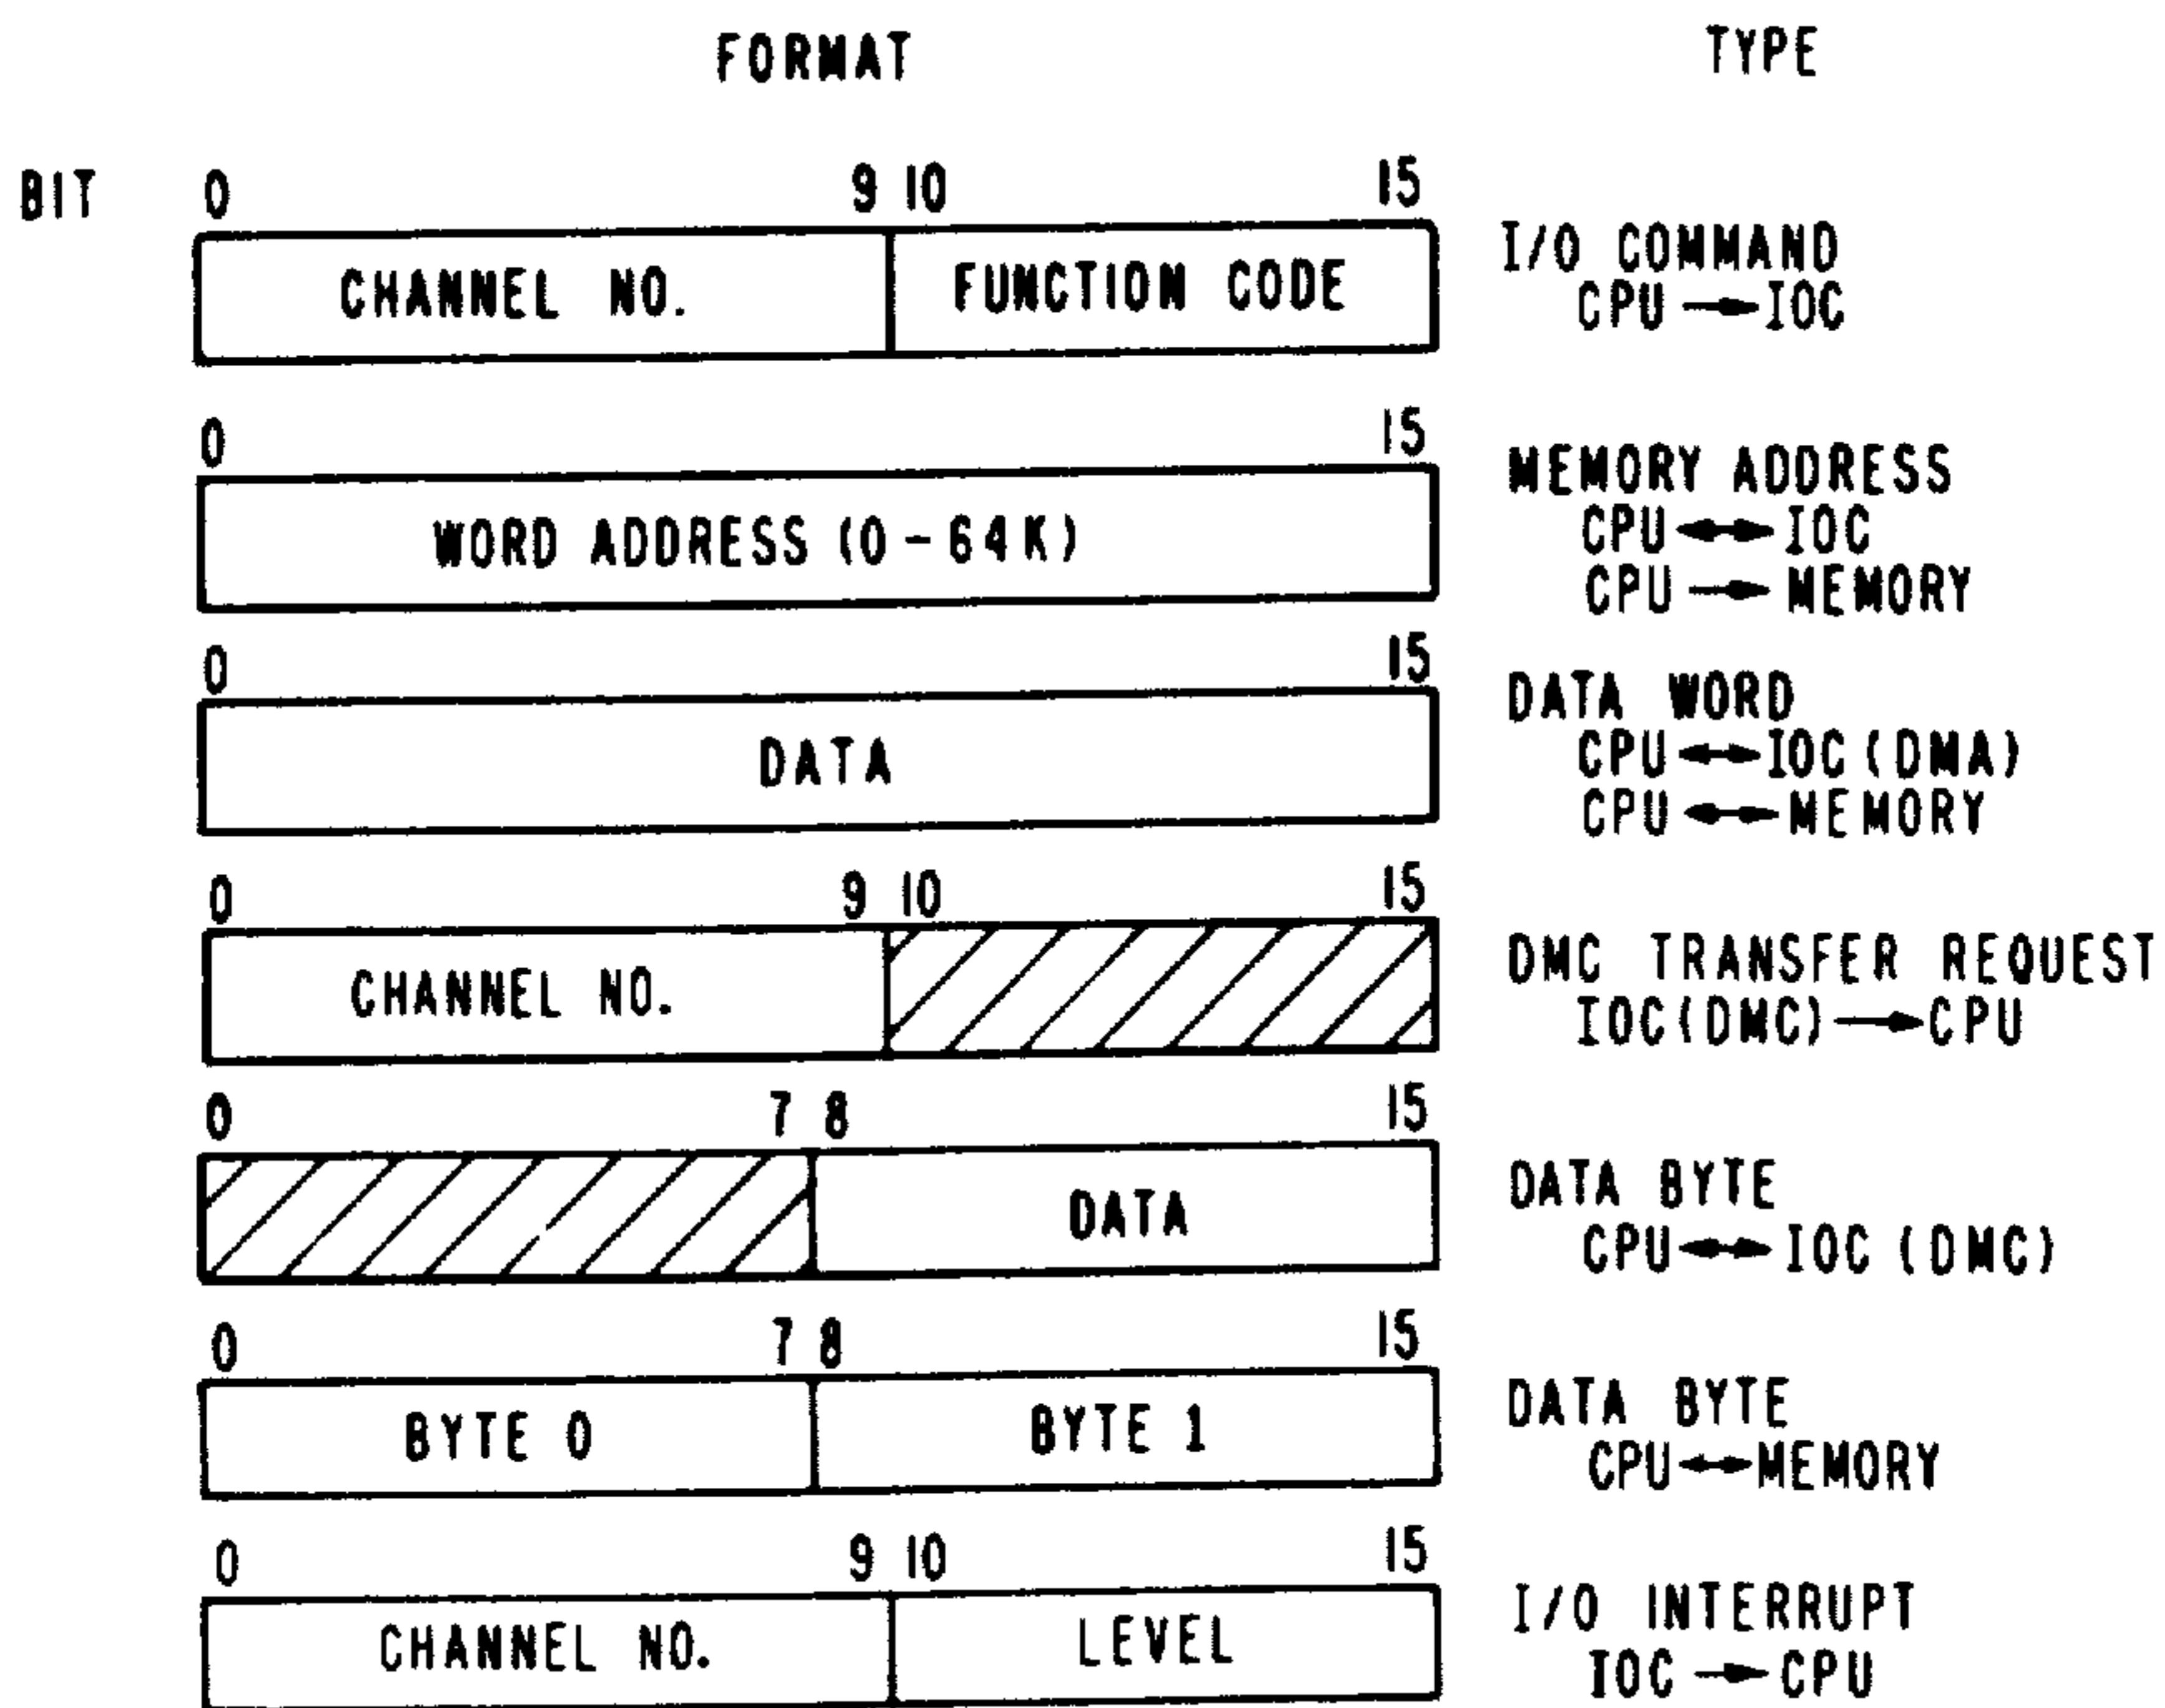 FORMAT TYPE
BIT 0 9 10 15
CHANNEL NO. FUNCTION CODE
I/O COMMAND
CPU → IOC
0 15
WORD ADDRESS (0-64K)
MEMORY ADDRESS
CPU ↔ IOC
CPU → MEMORY
0 15
DATA
DATA WORD
CPU ↔ IOC (DMA)
CPU ↔ MEMORY
0 9 10 15
CHANNEL NO.
DMC TRANSFER REQUEST
IOC(DMC) → CPU
0 7 8 15
DATA
DATA BYTE
CPU ↔ IOC (DMC)
0 7 8 15
BYTE 0 BYTE 1
DATA BYTE
CPU ↔ MEMORY
0 9 10 15
CHANNEL NO. LEVEL
I/O INTERRUPT
IOC → CPU